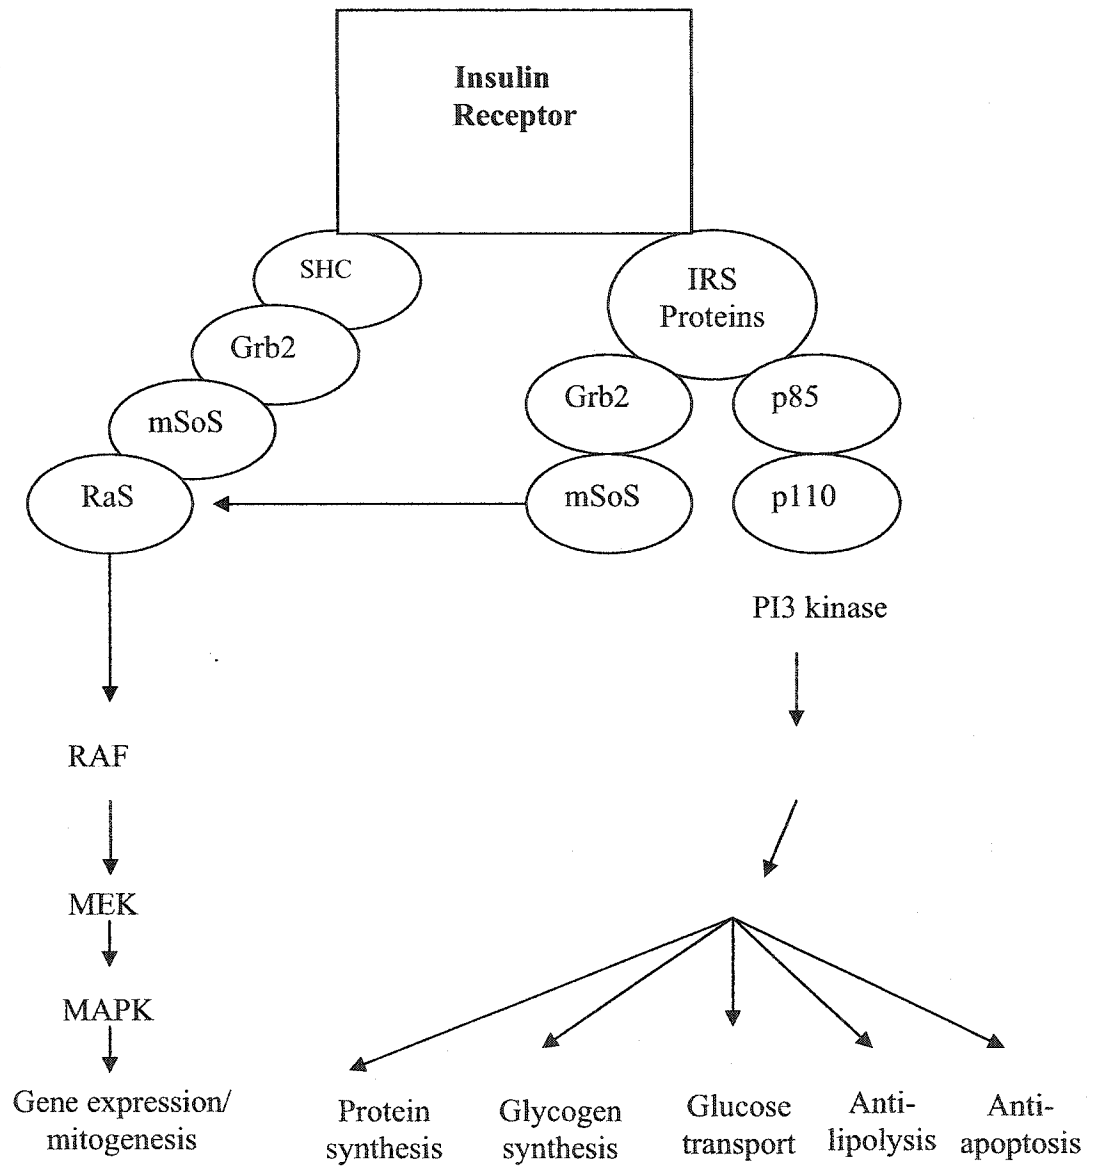 Insulin
Receptor
SHC
IRS
Proteins
Grb2
Grb2
p85
mSoS
RaS
mSoS
p110
PI3 kinase
RAF
MEK
MAPK
Gene expression/
mitogenesis
Protein
synthesis
Glycogen
synthesis
Glucose
transport
Anti-
lipolysis
Anti-
apoptosis